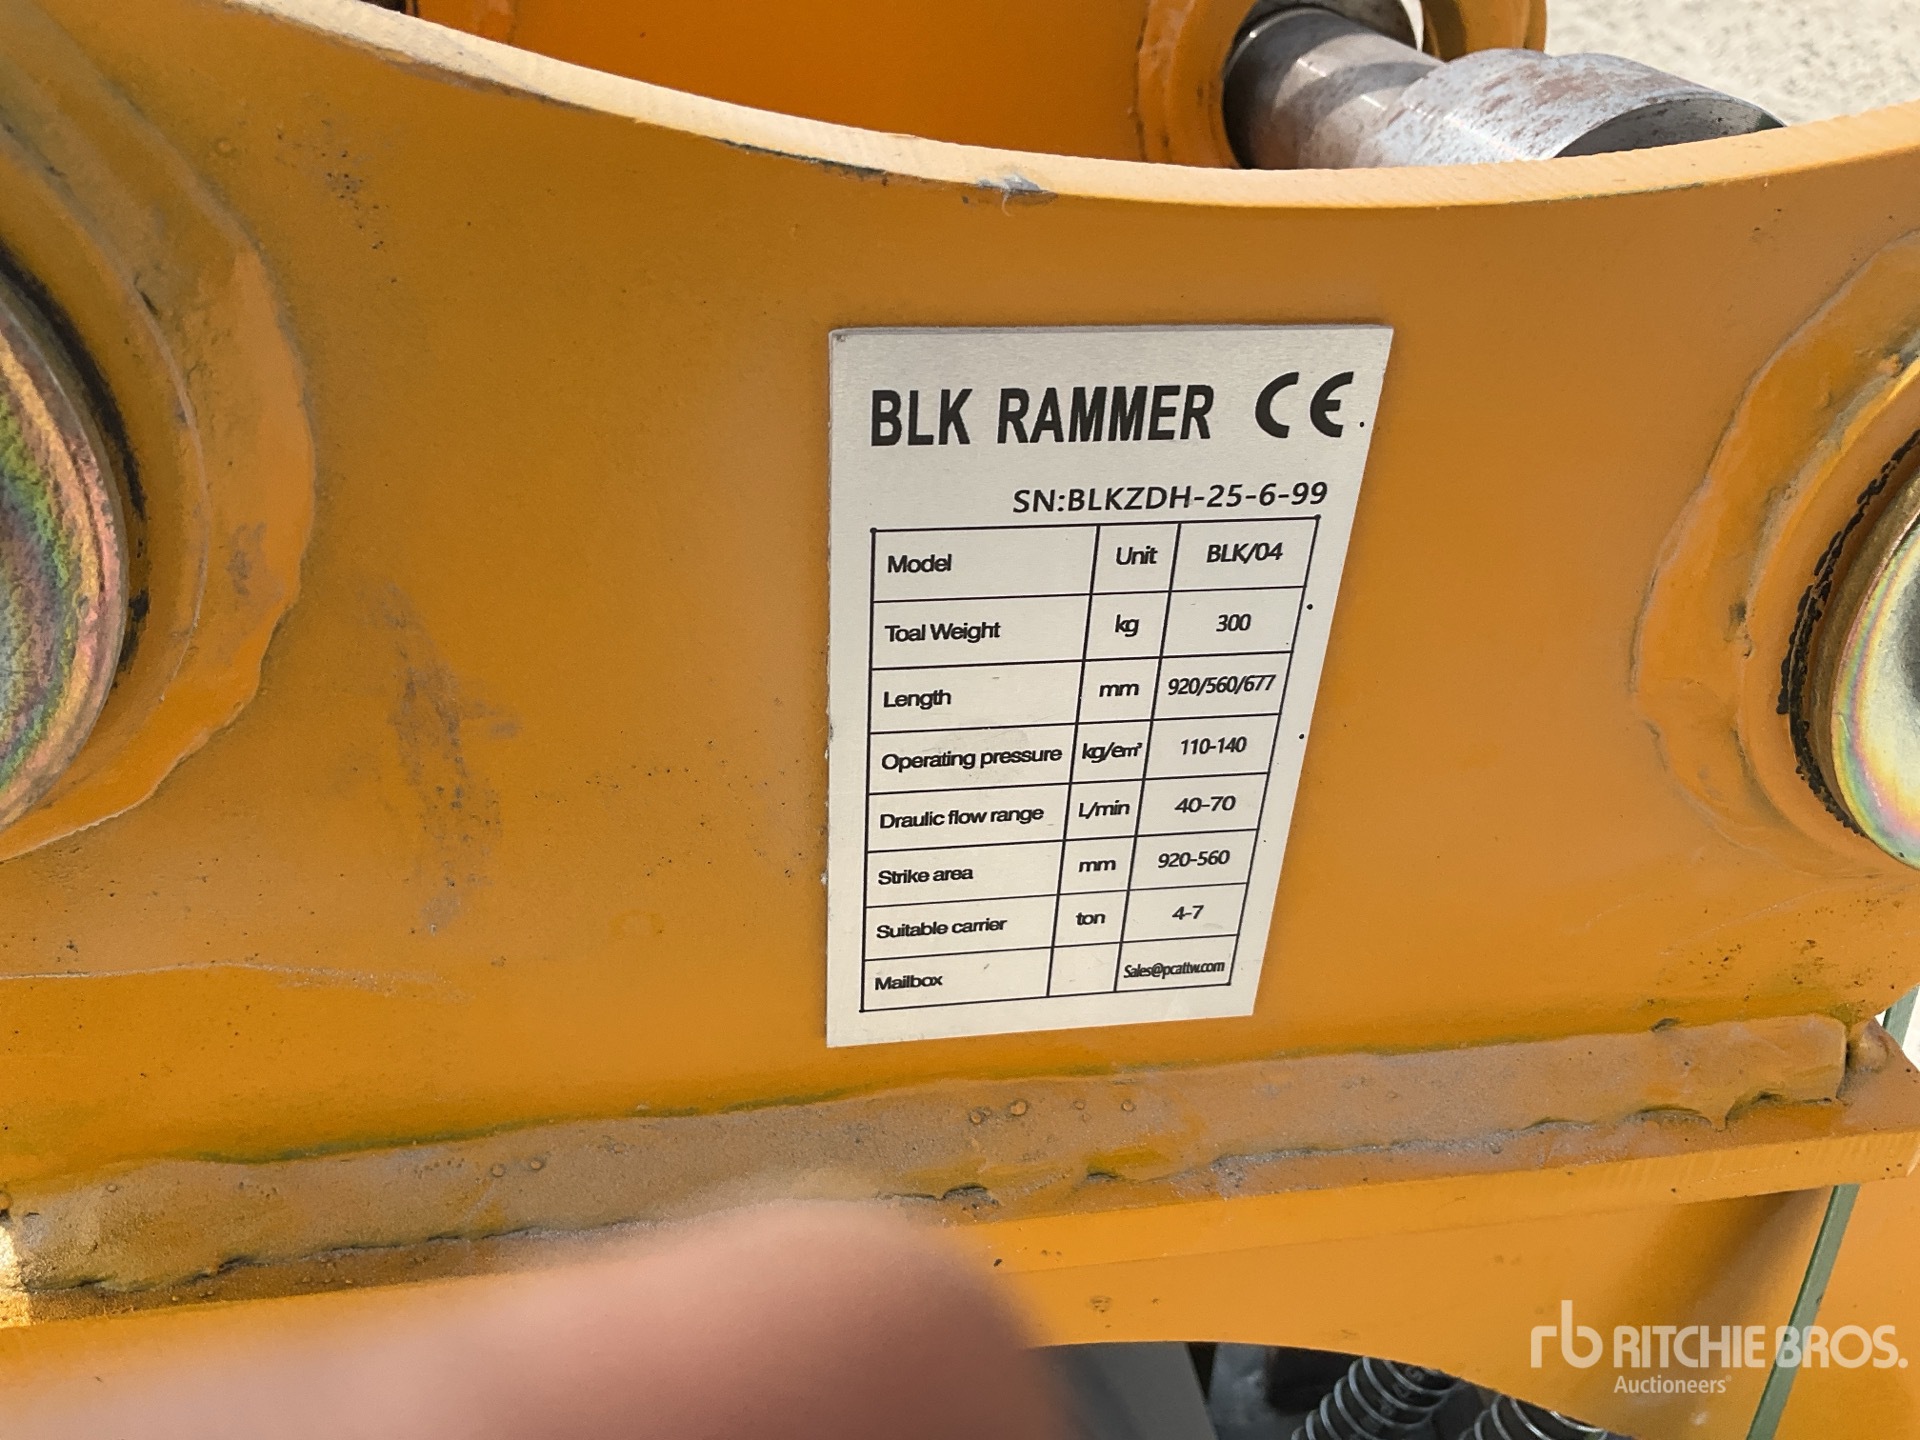 BLK RAMMER CE
SN:BLKZDH-25-6-99
Model Unit BLK/04
Toal Weight kg 300
Length mm 920/560/677
Operating pressure kg/em² 110-140
Draulic flow range L/min 40-70
Strike area mm 920-560
Suitable carrier ton 4-7
Mailbox Sales@pcattw.com
rb RITCHIE BROS.
Auctioneers